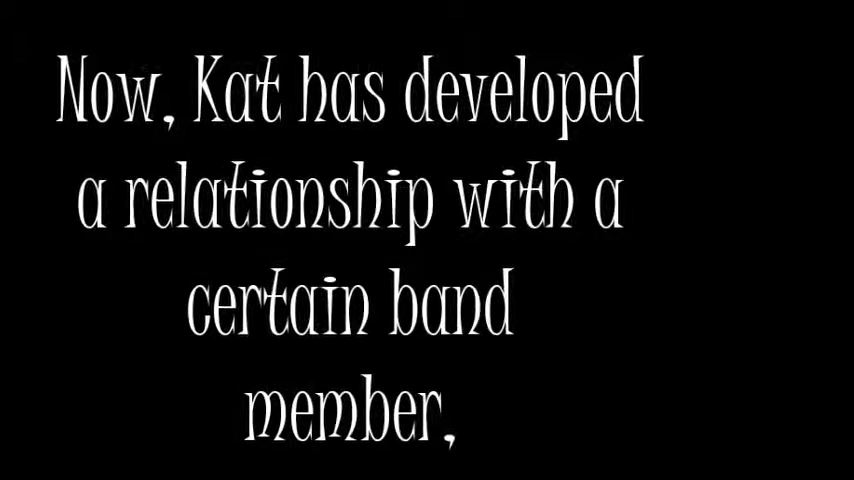 Now, Kat has developed
a relationship with a
certain band
member,